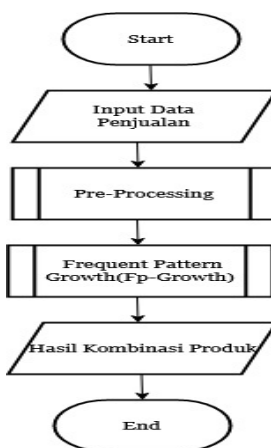 Start
Input Data
Penjualan
Pre-Processing
Frequent Pattern
Growth(Fp-Growth)
Hasil Kombinasi Produk
End